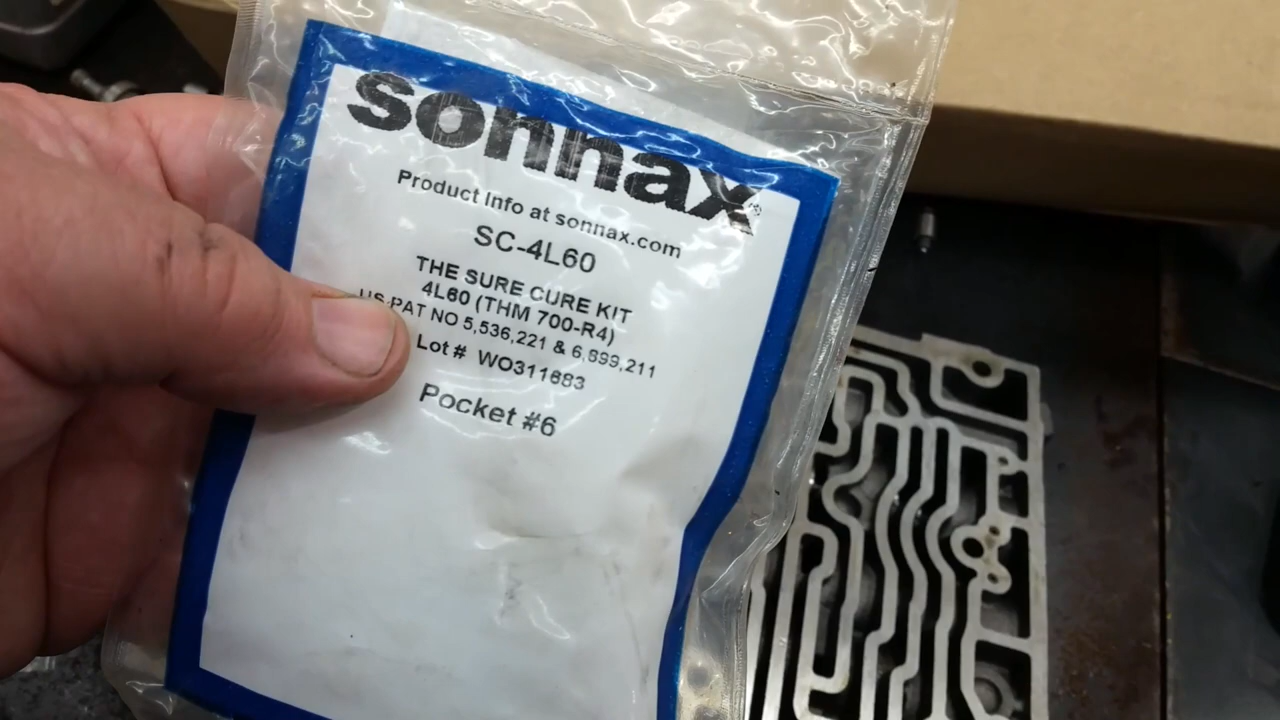 sonnax®
Product Info at sonnax.com
SC-4L60
THE SURE CURE KIT
4L60 (THM 700-R4)
US PAT NO 5,536,221 & 6,899,211
Lot # WO311683
Pocket #6